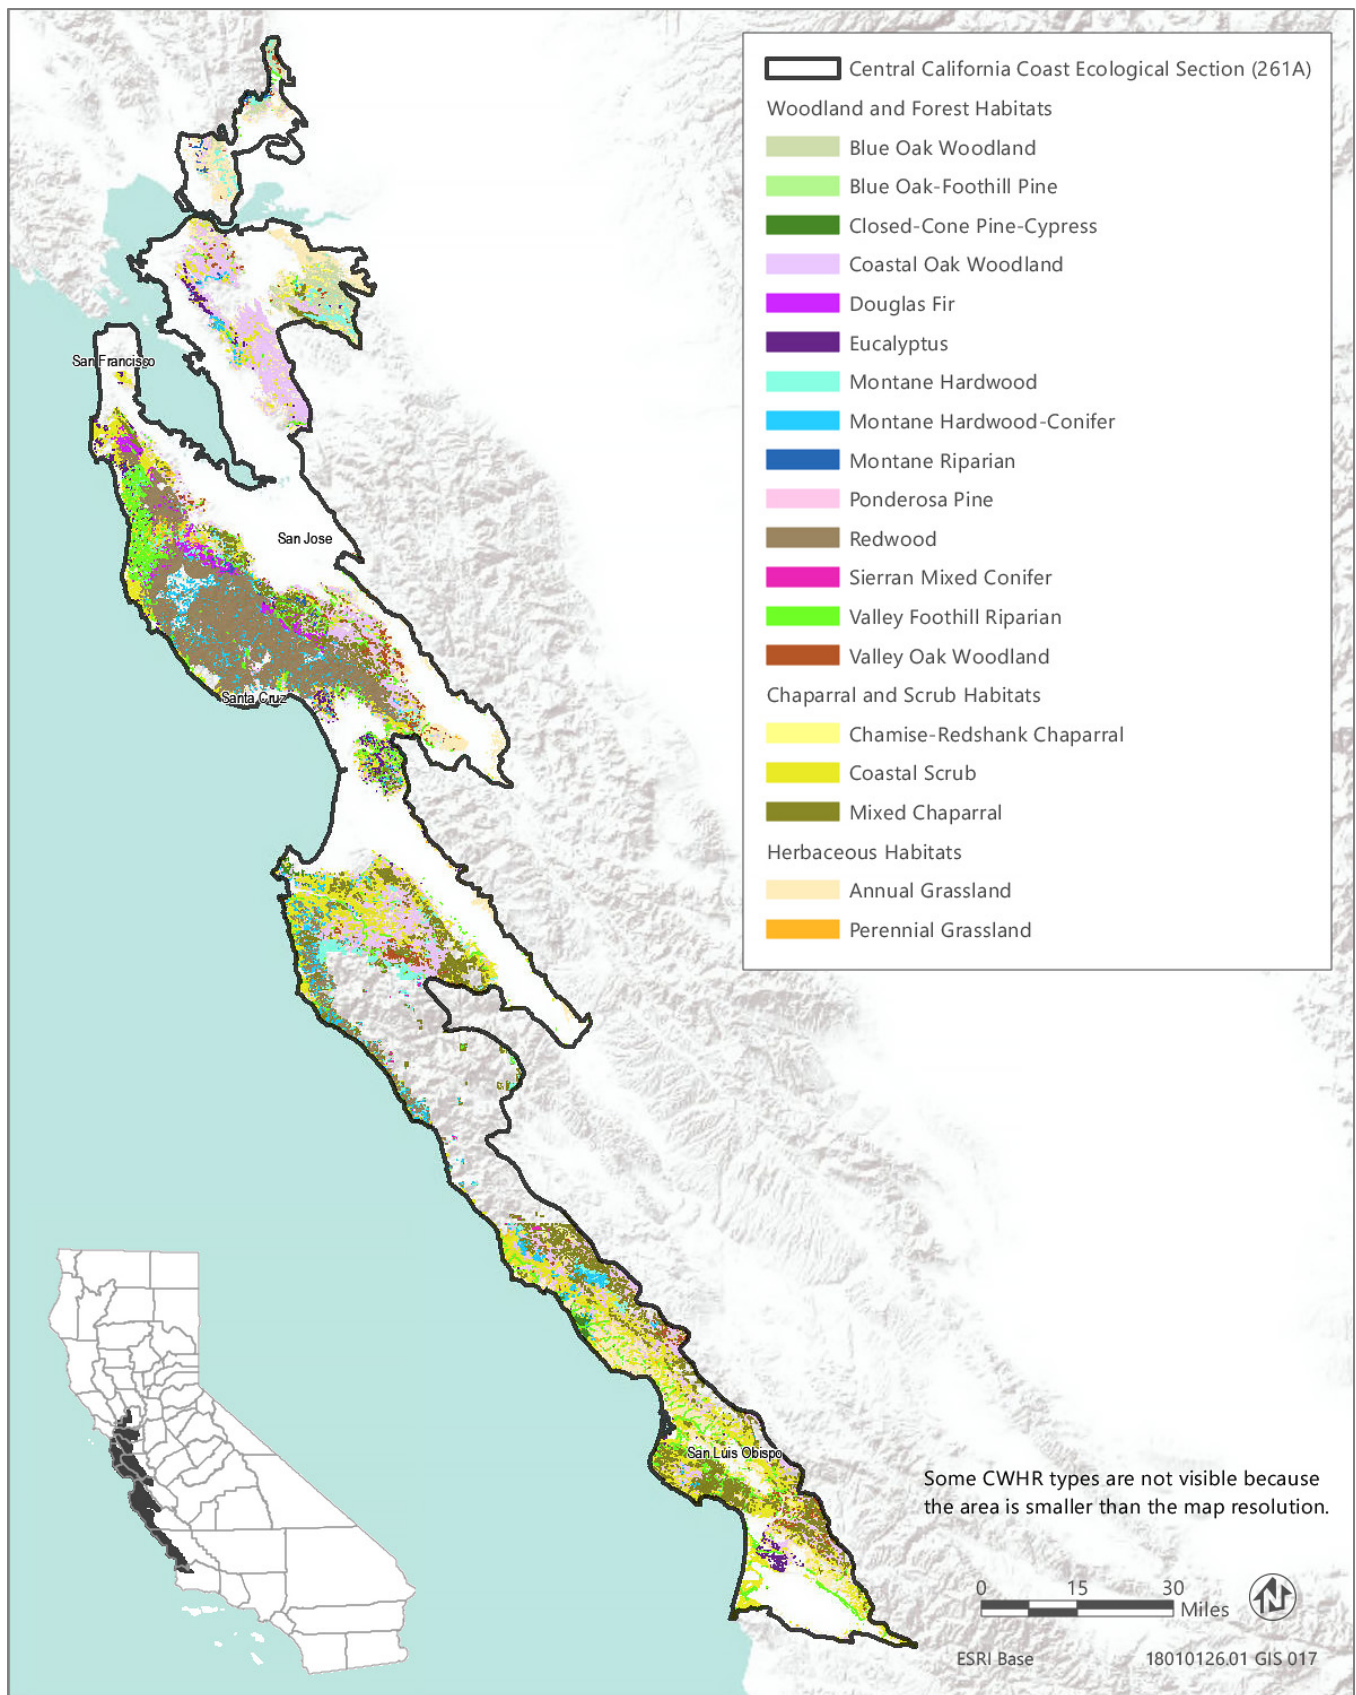 Central California Coast Ecological Section (261A)
Woodland and Forest Habitats
Blue Oak Woodland
Blue Oak-Foothill Pine
Closed-Cone Pine-Cypress
Coastal Oak Woodland
Douglas Fir
Eucalyptus
Montane Hardwood
Montane Hardwood-Conifer
Montane Riparian
Ponderosa Pine
Redwood
Sierran Mixed Conifer
Valley Foothill Riparian
Valley Oak Woodland
Chaparral and Scrub Habitats
Chamise-Redshank Chaparral
Coastal Scrub
Mixed Chaparral
Herbaceous Habitats
Annual Grassland
Perennial Grassland
San Francisco
San Jose
Santa Cruz
San Luis Obispo
Some CWHR types are not visible because
the area is smaller than the map resolution.
0 15 30
Miles
N
ESRI Base 18010126.01 GIS 017